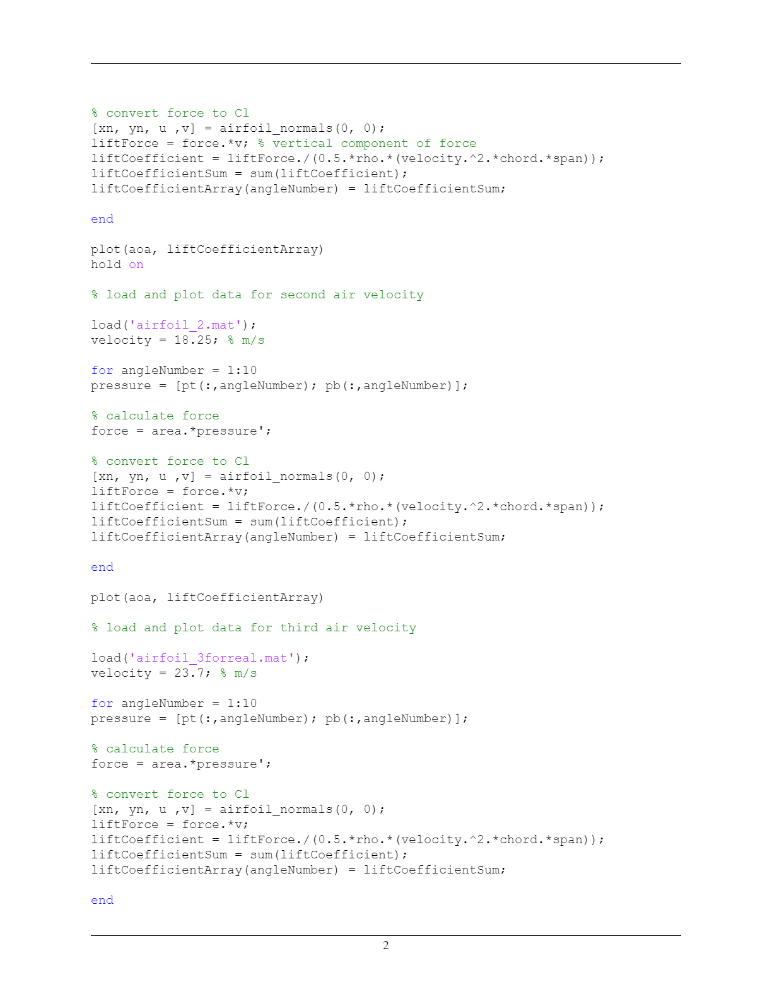 % convert force to Cl
[xn, yn, u ,v] = airfoil_normals(0, 0);
liftForce = force.*v; % vertical component of force
liftCoefficient = liftForce./(0.5.*rho.*(velocity.^2.*chord.*span));
liftCoefficientSum = sum(liftCoefficient);
liftCoefficientArray(angleNumber) = liftCoefficientSum;
end
plot(aoa, liftCoefficientArray)
hold on
% load and plot data for second air velocity
load('airfoil_2.mat');
velocity = 18.25; % m/s
for angleNumber = 1:10
pressure = [pt(:,angleNumber); pb(:,angleNumber)];
% calculate force
force = area.*pressure';
% convert force to Cl
[xn, yn, u ,v] = airfoil_normals(0, 0);
liftForce = force.*v;
liftCoefficient = liftForce./(0.5.*rho.*(velocity.^2.*chord.*span));
liftCoefficientSum = sum(liftCoefficient);
liftCoefficientArray(angleNumber) = liftCoefficientSum;
end
plot(aoa, liftCoefficientArray)
% load and plot data for third air velocity
load('airfoil_3forreal.mat');
velocity = 23.7; % m/s
for angleNumber = 1:10
pressure = [pt(:,angleNumber); pb(:,angleNumber)];
% calculate force
force = area.*pressure';
% convert force to Cl
[xn, yn, u ,v] = airfoil_normals(0, 0);
liftForce = force.*v;
liftCoefficient = liftForce./(0.5.*rho.*(velocity.^2.*chord.*span));
liftCoefficientSum = sum(liftCoefficient);
liftCoefficientArray(angleNumber) = liftCoefficientSum;
end
2